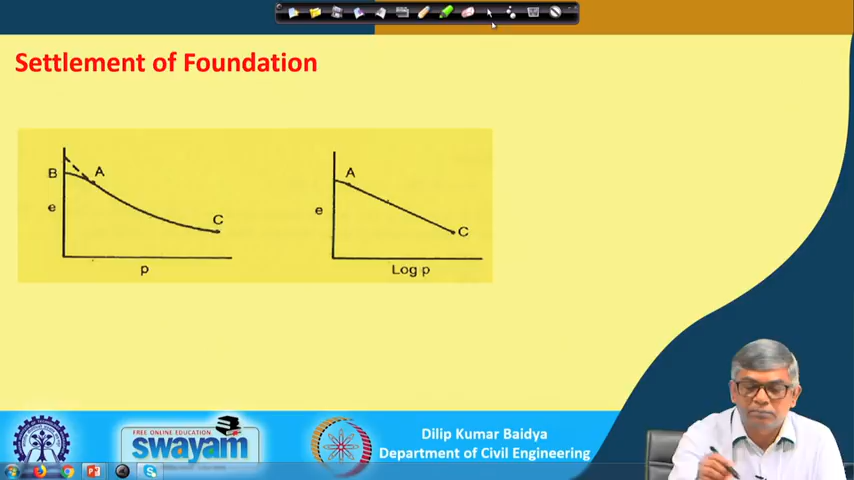 Settlement of Foundation
B
A
e
C
p
A
e
C
Log p
FREE ONLINE EDUCATION
swayam
Dilip Kumar Baidya
Department of Civil Engineering